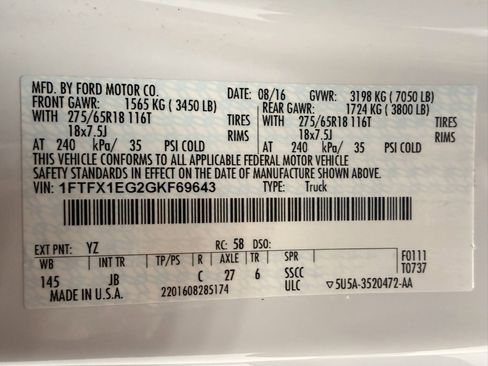 MFD. BY FORD MOTOR CO. DATE: 08/16 GVWR: 3198 KG ( 7050 LB)
FRONT GAWR: 1565 KG ( 3450 LB) REAR GAWR: 1724 KG ( 3800 LB)
WITH 275/65R18 116T TIRES WITH 275/65R18 116T TIRES
18x7.5J RIMS 18x7.5J RIMS
AT 240 kPa/ 35 PSI COLD AT 240 kPa/ 35 PSI COLD
THIS VEHICLE CONFORMS TO ALL APPLICABLE FEDERAL MOTOR VEHICLE
SAFETY STANDARDS IN EFFECT ON THE DATE OF MANUFACTURE SHOWN ABOVE.
VIN: 1FTFX1EG2GKF69643 TYPE: Truck
EXT PNT: YZ RC: 58 DSO:
WB INT TR TP/PS R AXLE TR SPR F0111
145 JB C 27 6 SSCC T0737
MADE IN U.S.A. 2201608285174 ULC ▽5U5A-3520472-AA